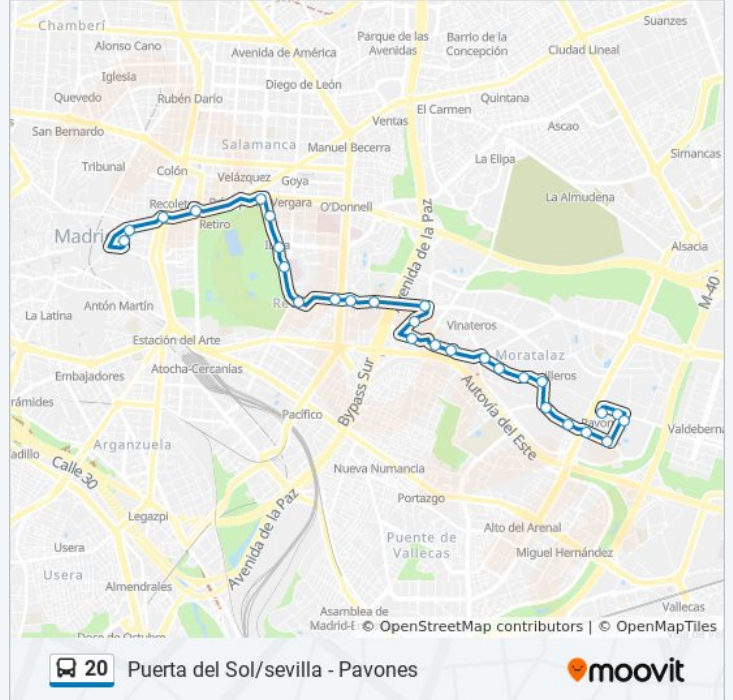 Suanzes
Chamberí
Parque de las
Avenidas
Barrio de la
Concepción
Alonso Cano
Avenida de América
Ciudad Lineal
Iglesia
Diego de León
Quevedo
Rubén Darío
Quintana
El Carmen
Ventas
San Bernardo
Ascao
Salamanca
Manuel Becerra
Simancas
La Elipa
Tribunal
Colón
Velázquez
Goya
La Almudena
Vergara
O'Donnell
Retiro
Alsacia
Avenida de la Paz
M-40
Antón Martín
La Latina
Vinateros
Estación del Arte
Moratalaz
Atocha-Cercanías
Embajadores
Bypass Sur
Autovía del Este
Pacífico
Arganzuela
Calle 30
Nueva Numancia
Portazgo
Legazpi
Avenida de la Paz
Alto del Arenal
Puente de
Vallecas
Miguel Hernández
Usera
Usera
Almendrales
Vallecas
Asamblea de
© OpenStreetMap contributors | © OpenMapTiles
20 Puerta del Sol/sevilla - Pavones
moovit